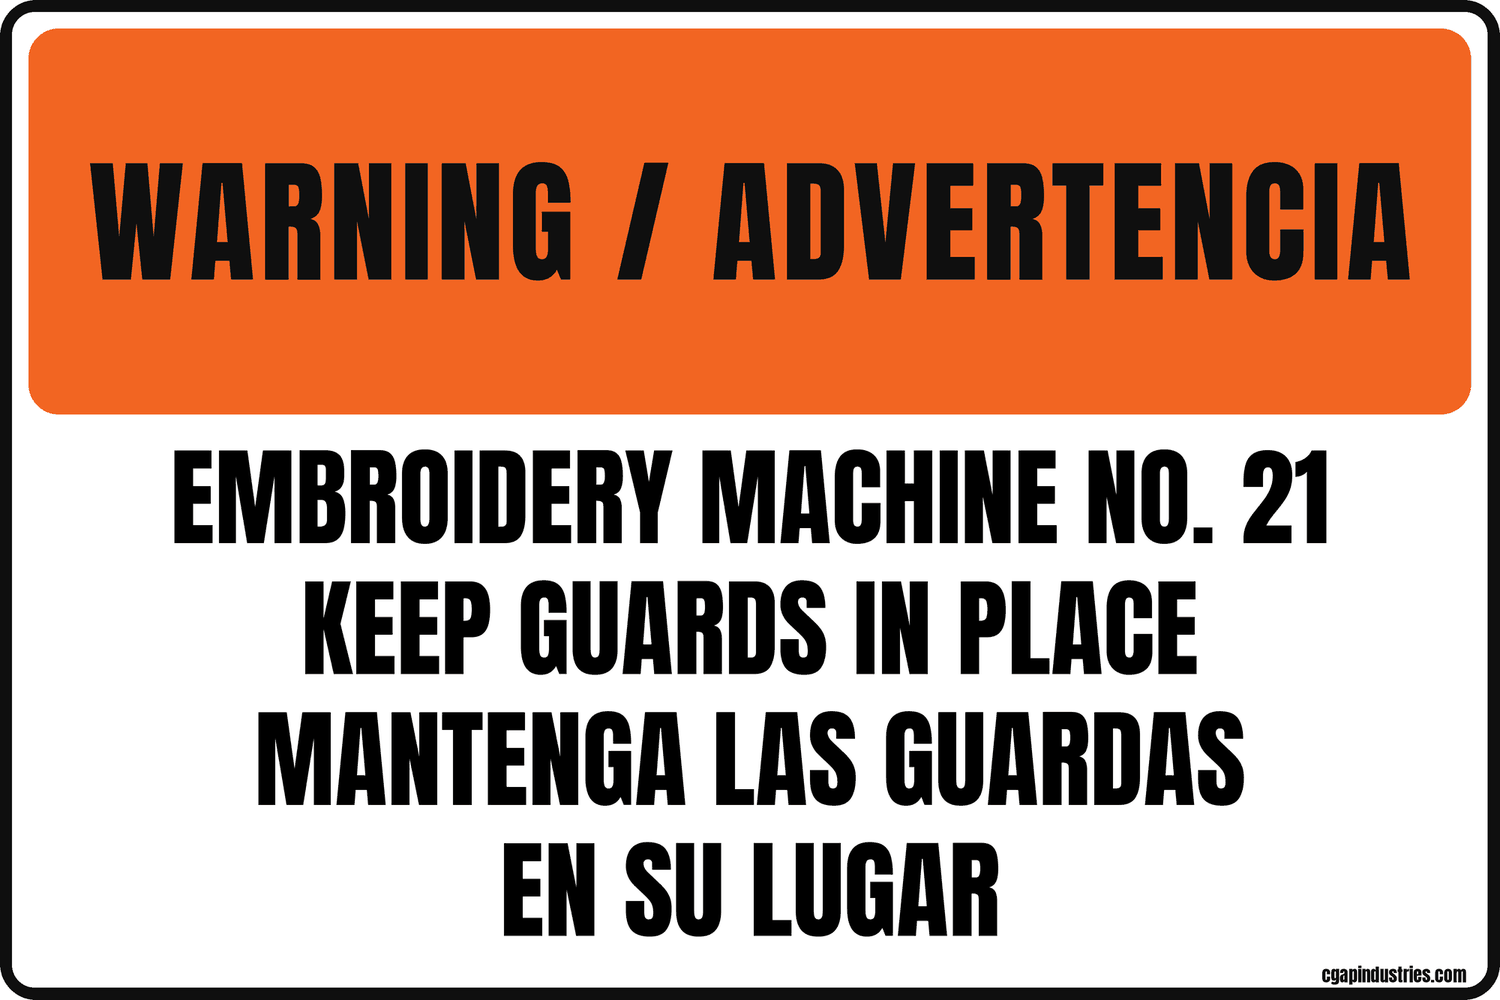 WARNING / ADVERTENCIA
EMBROIDERY MACHINE NO. 21
KEEP GUARDS IN PLACE
MANTENGA LAS GUARDAS
EN SU LUGAR
cgapindustries.com